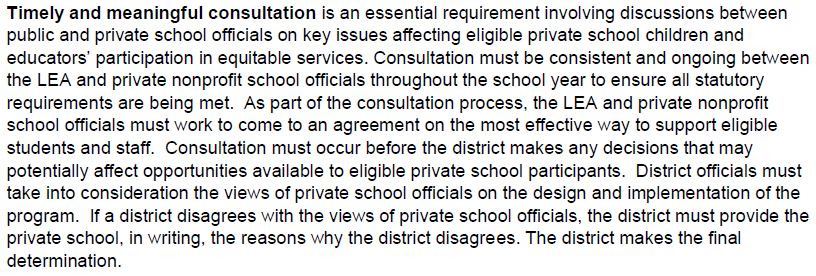 Timely and meaningful consultation is an essential requirement involving discussions between
public and private school officials on key issues affecting eligible private school children and
educators' participation in equitable services. Consultation must be consistent and ongoing between
the LEA and private nonprofit school officials throughout the school year to ensure all statutory
requirements are being met.  As part of the consultation process, the LEA and private nonprofit
school officials must work to come to an agreement on the most effective way to support eligible
students and staff.  Consultation must occur before the district makes any decisions that may
potentially affect opportunities available to eligible private school participants.  District officials must
take into consideration the views of private school officials on the design and implementation of the
program.  If a district disagrees with the views of private school officials, the district must provide the
private school, in writing, the reasons why the district disagrees. The district makes the final
determination.